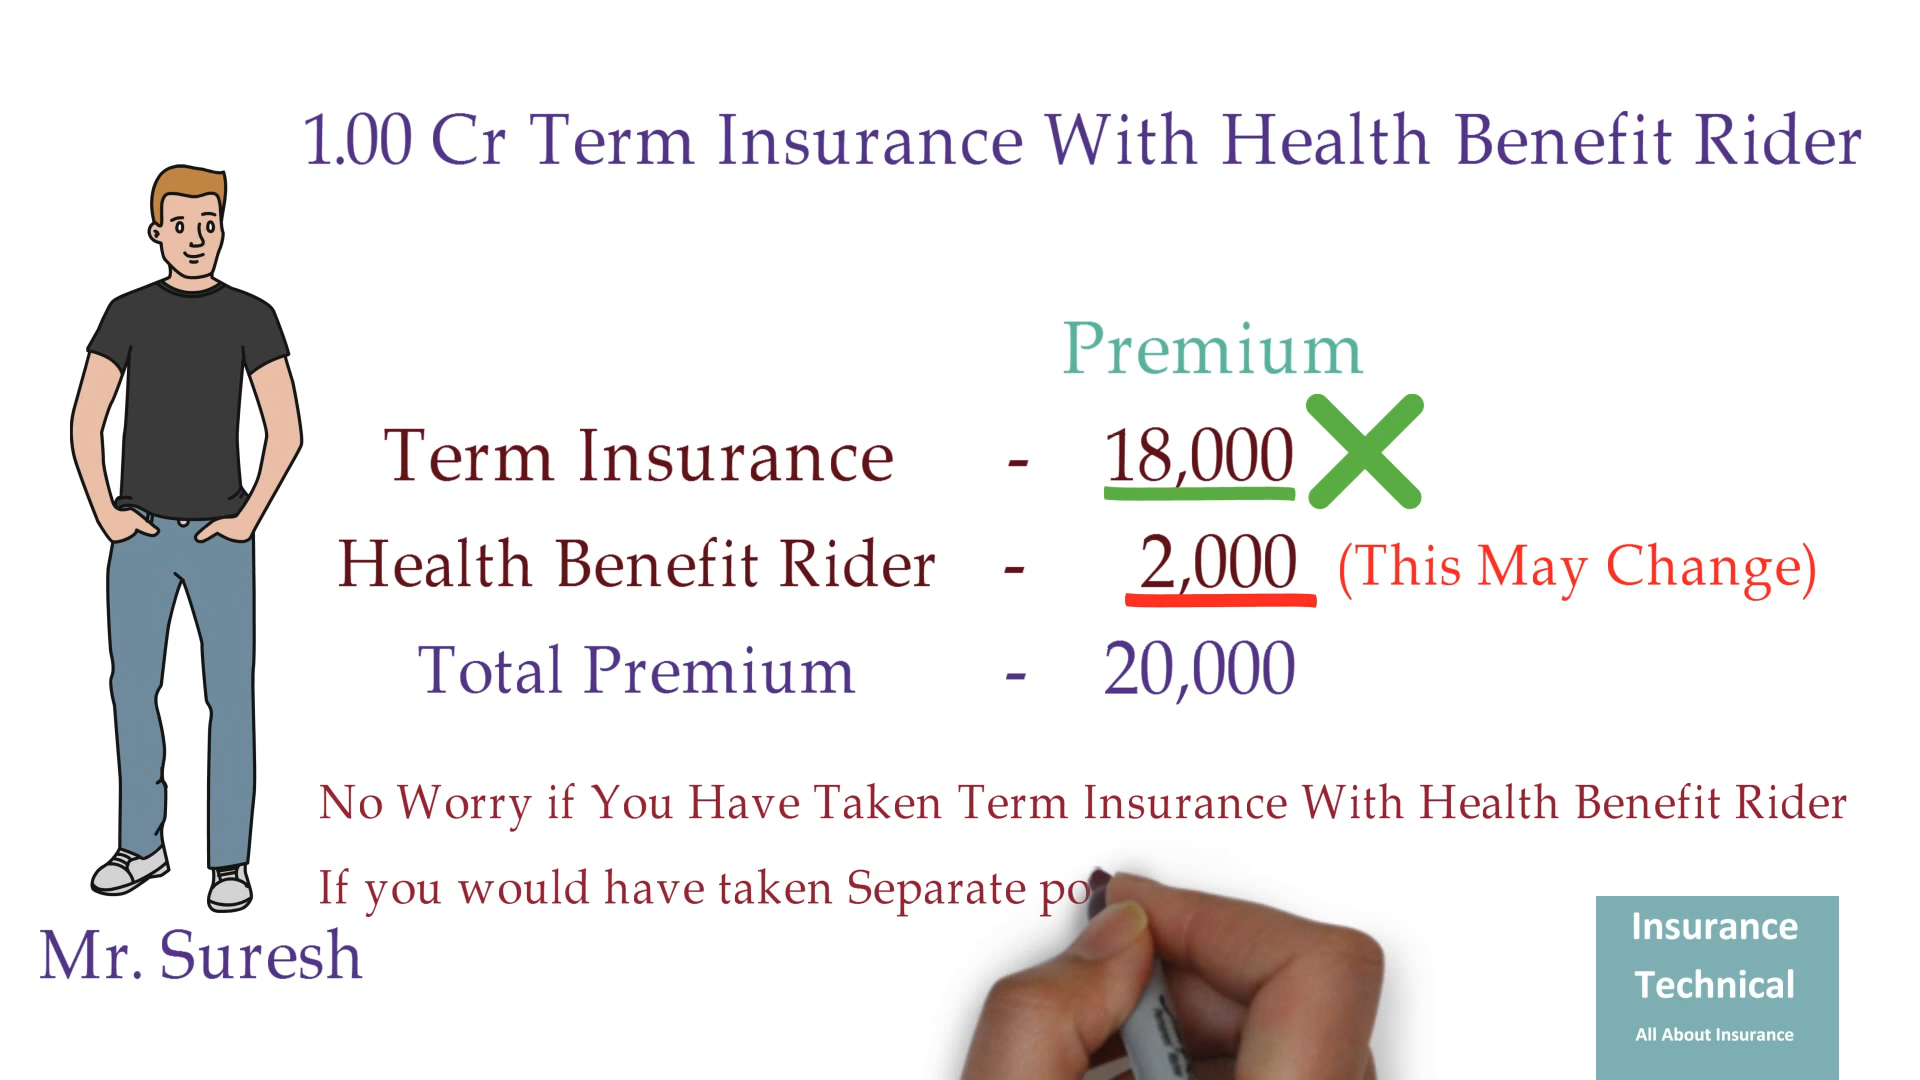 1.00 Cr Term Insurance With Health Benefit Rider
Premium
Term Insurance - 18,000
Health Benefit Rider - 2,000 (This May Change)
Total Premium - 20,000
No Worry if You Have Taken Term Insurance With Health Benefit Rider
If you would have taken Separate po
Mr. Suresh
Insurance
Technical
All About Insurance